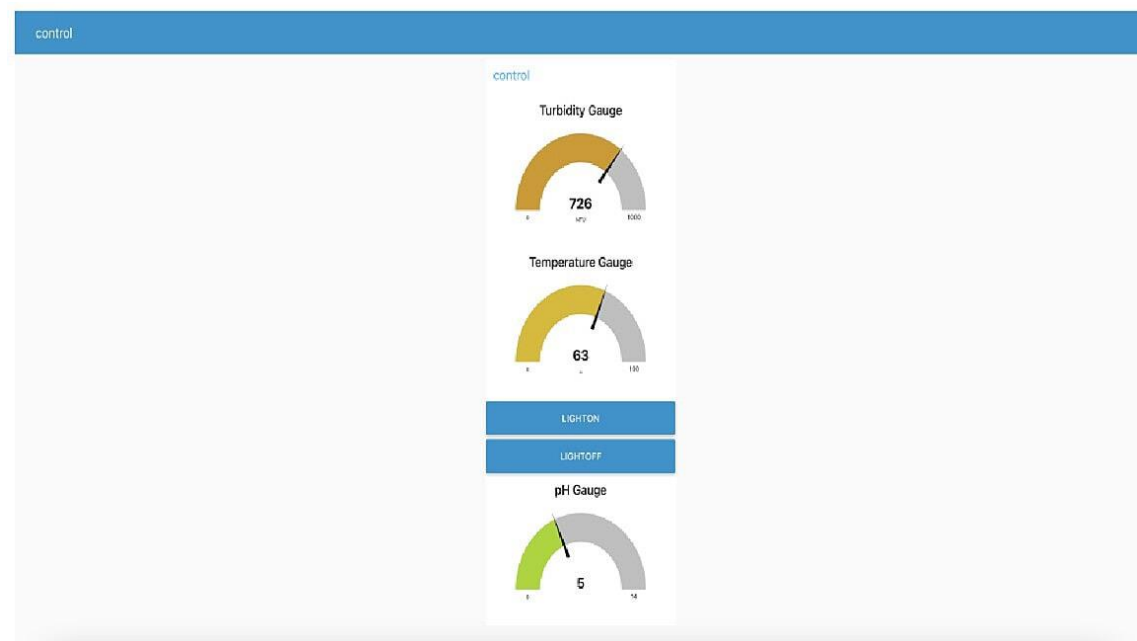 control
control
Turbidity Gauge
726
NTU
0 1000
Temperature Gauge
63
0 100
LIGHTON
LIGHTOFF
pH Gauge
5
0 14